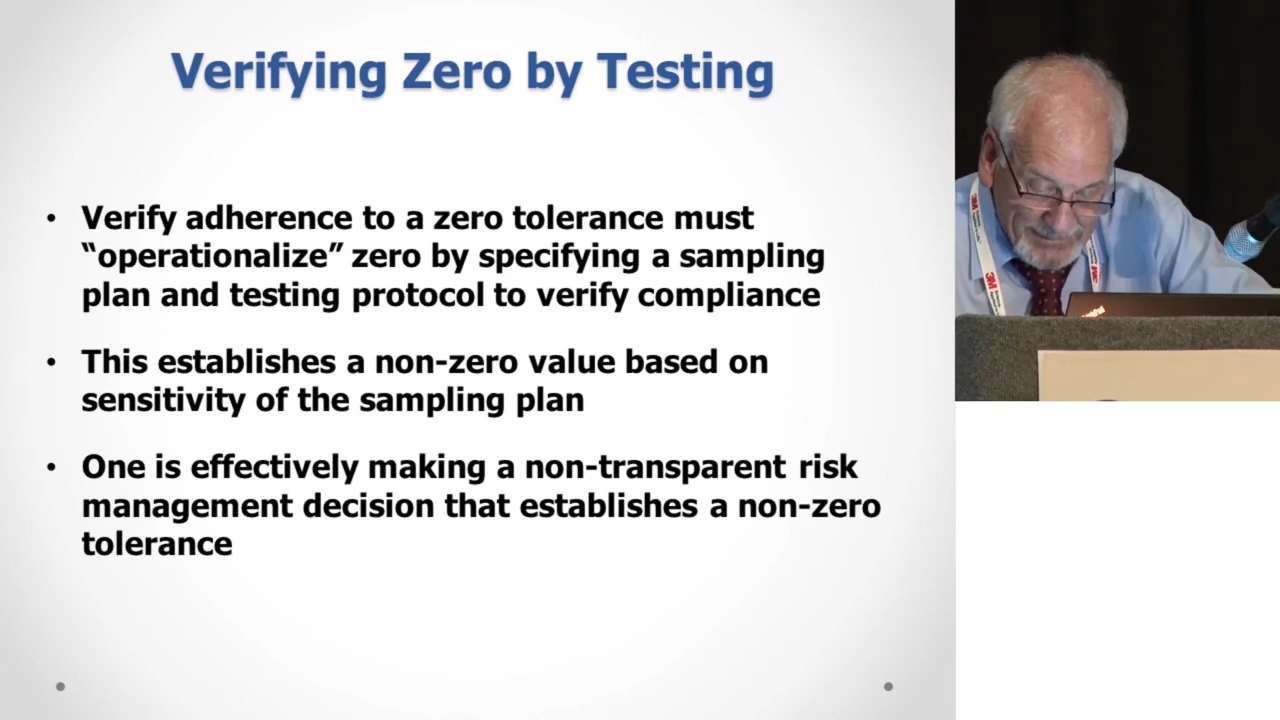 Verifying Zero by Testing
• Verify adherence to a zero tolerance must
“operationalize” zero by specifying a sampling
plan and testing protocol to verify compliance
• This establishes a non-zero value based on
sensitivity of the sampling plan
• One is effectively making a non-transparent risk
management decision that establishes a non-zero
tolerance
3M
3M